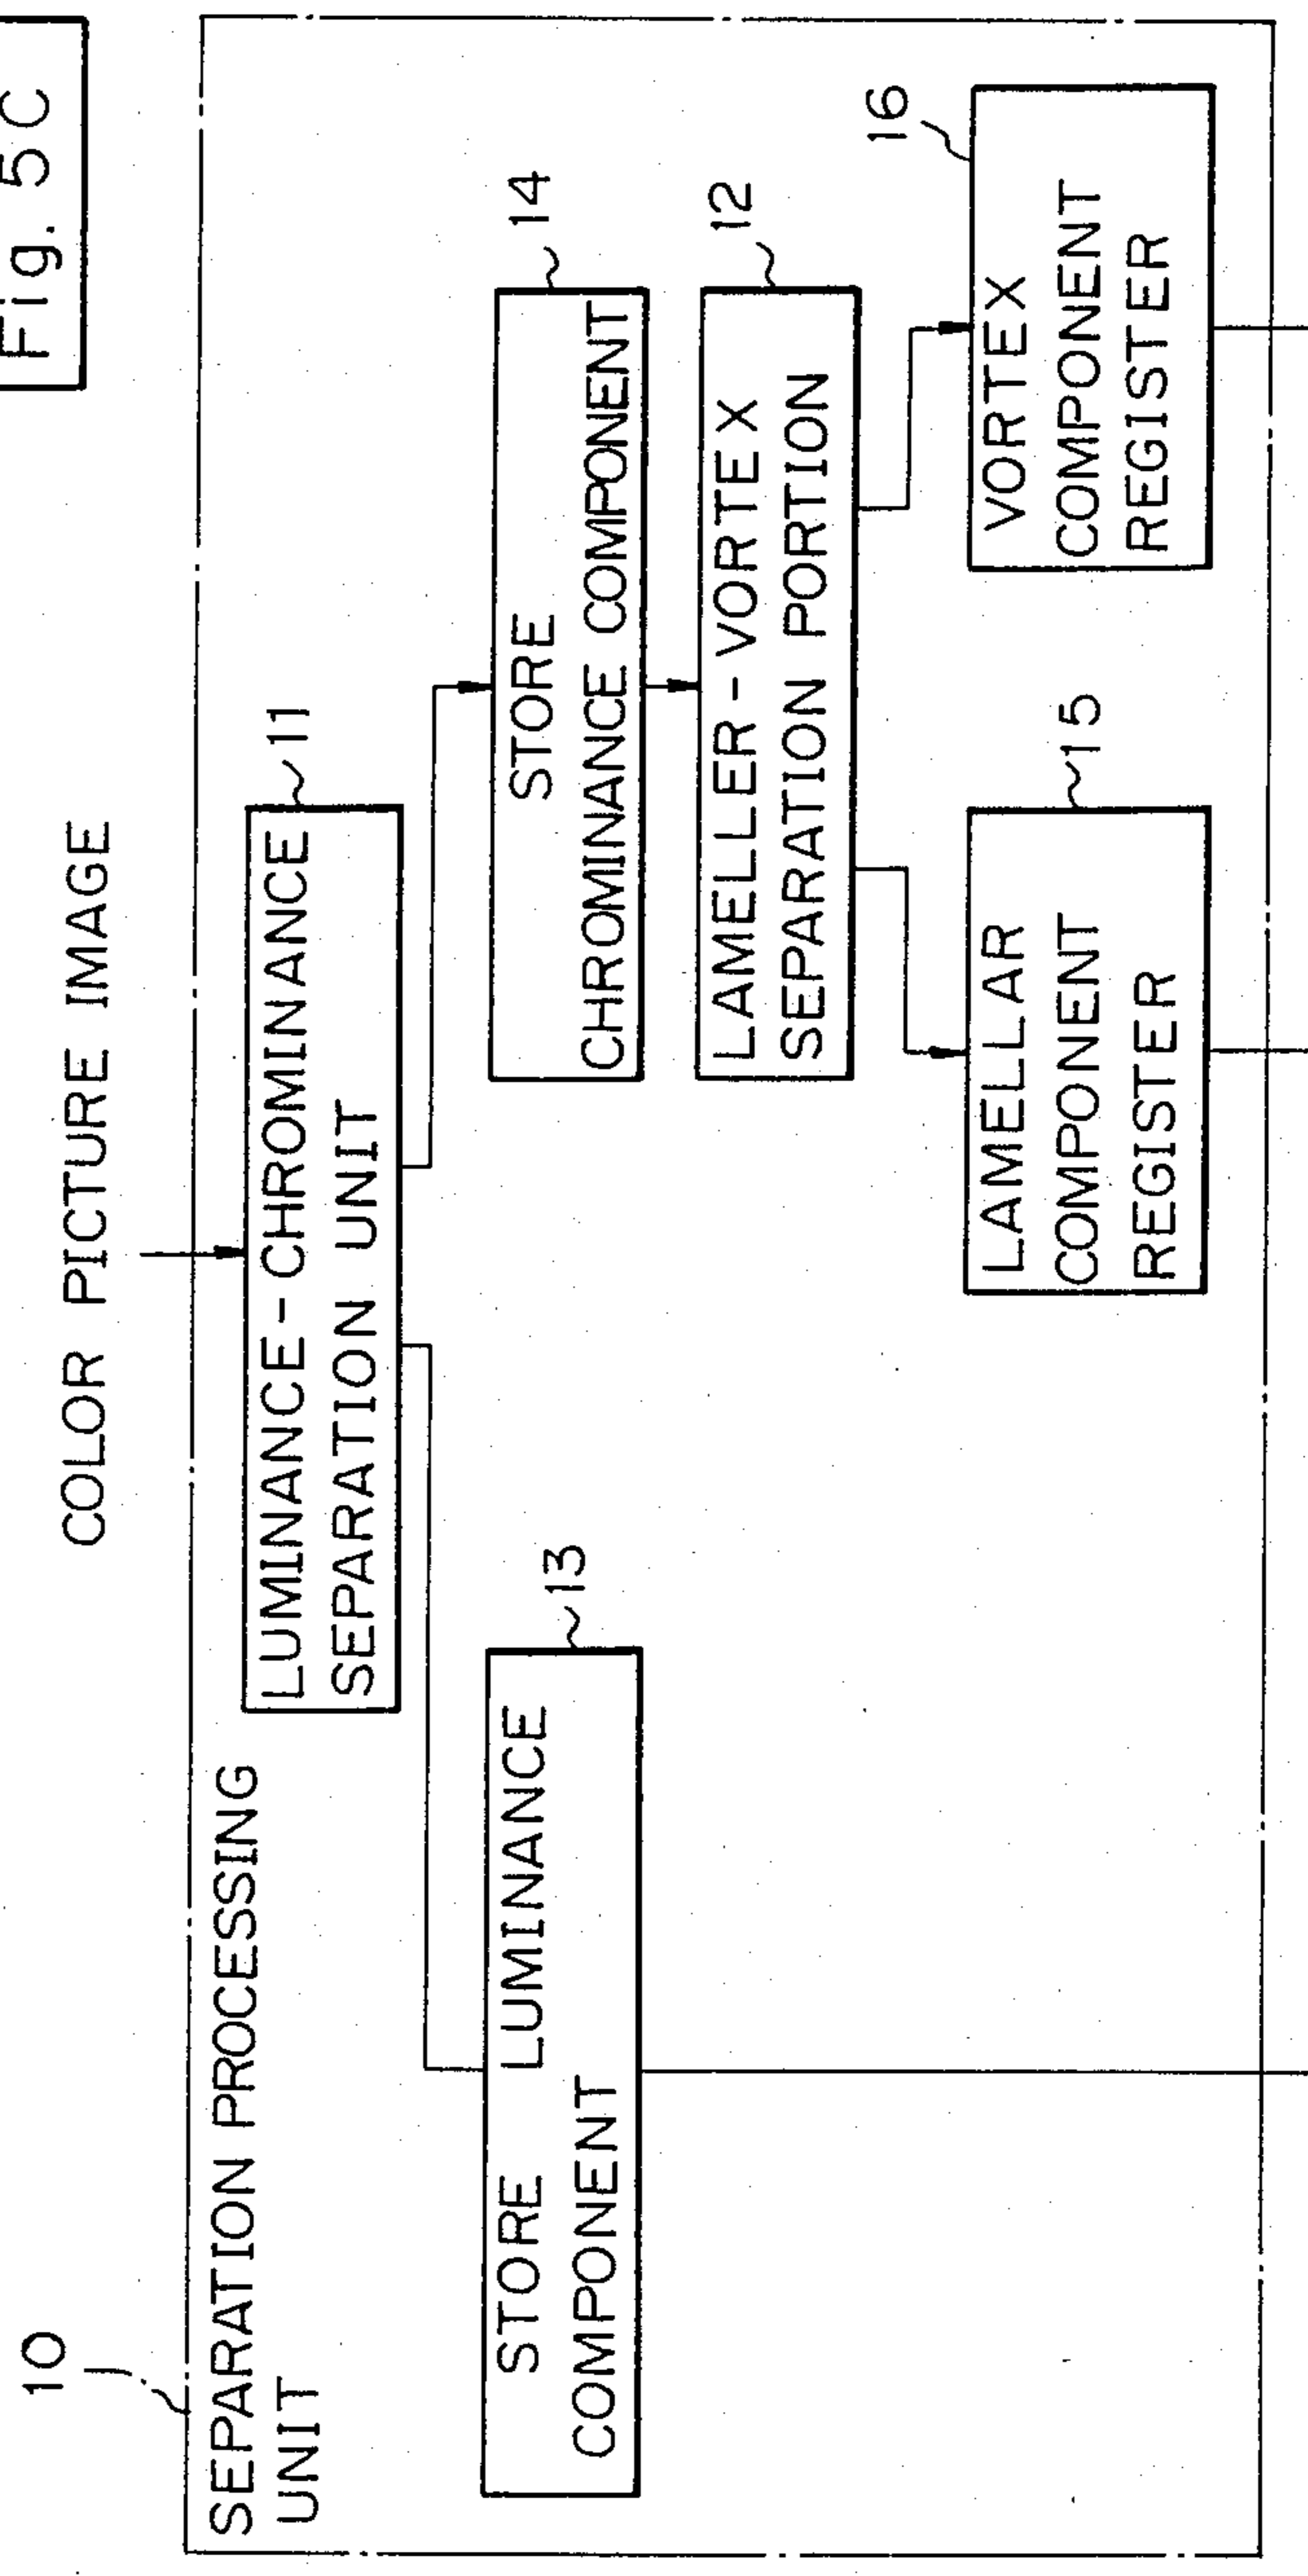 Fig. 5C
COLOR PICTURE IMAGE
10
SEPARATION PROCESSING
UNIT
11
LUMINANCE-CHROMINANCE
SEPARATION UNIT
13
STORE LUMINANCE
COMPONENT
14
STORE
CHROMINANCE COMPONENT
12
LAMELLER-VORTEX
SEPARATION PORTION
15
LAMELLAR
COMPONENT
REGISTER
16
VORTEX
COMPONENT
REGISTER